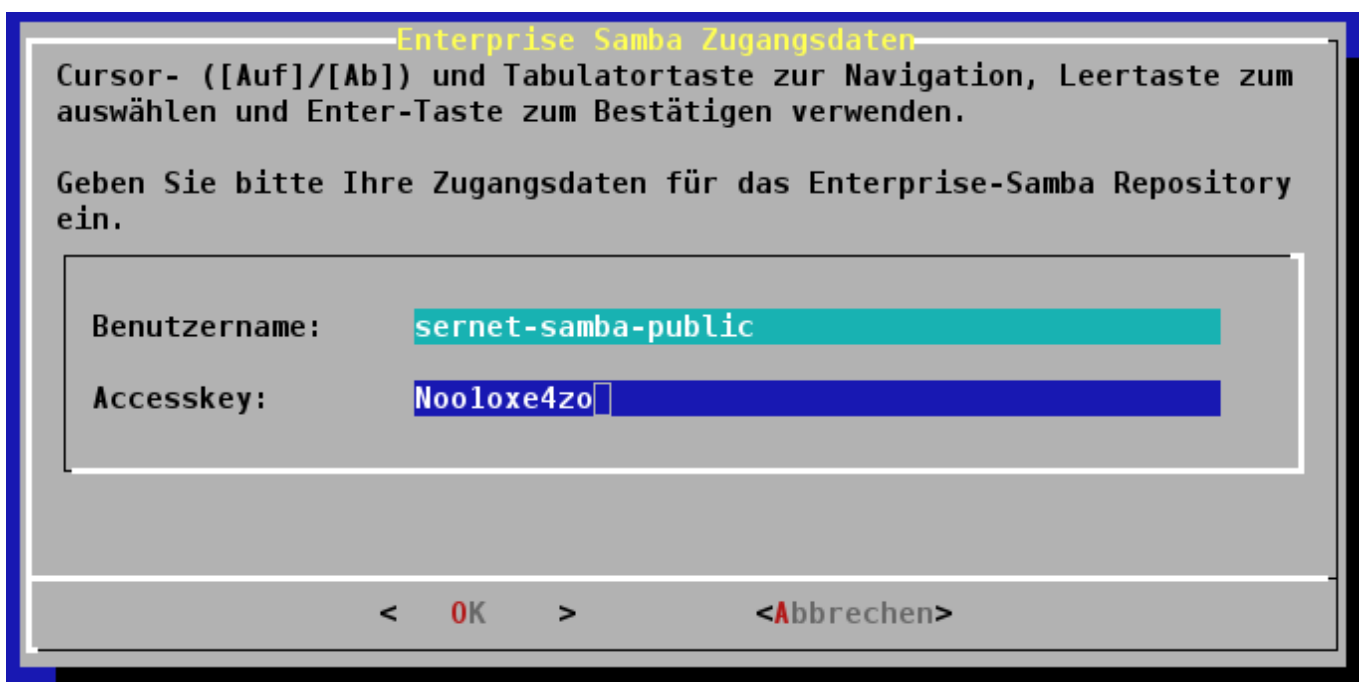 Enterprise Samba Zugangsdaten
Cursor- ([Auf]/[Ab]) und Tabulatortaste zur Navigation, Leertaste zum
auswählen und Enter-Taste zum Bestätigen verwenden.
Geben Sie bitte Ihre Zugangsdaten für das Enterprise-Samba Repository
ein.
Benutzername: sernet-samba-public
Accesskey: Nooloxe4zo
< OK > <Abbrechen>